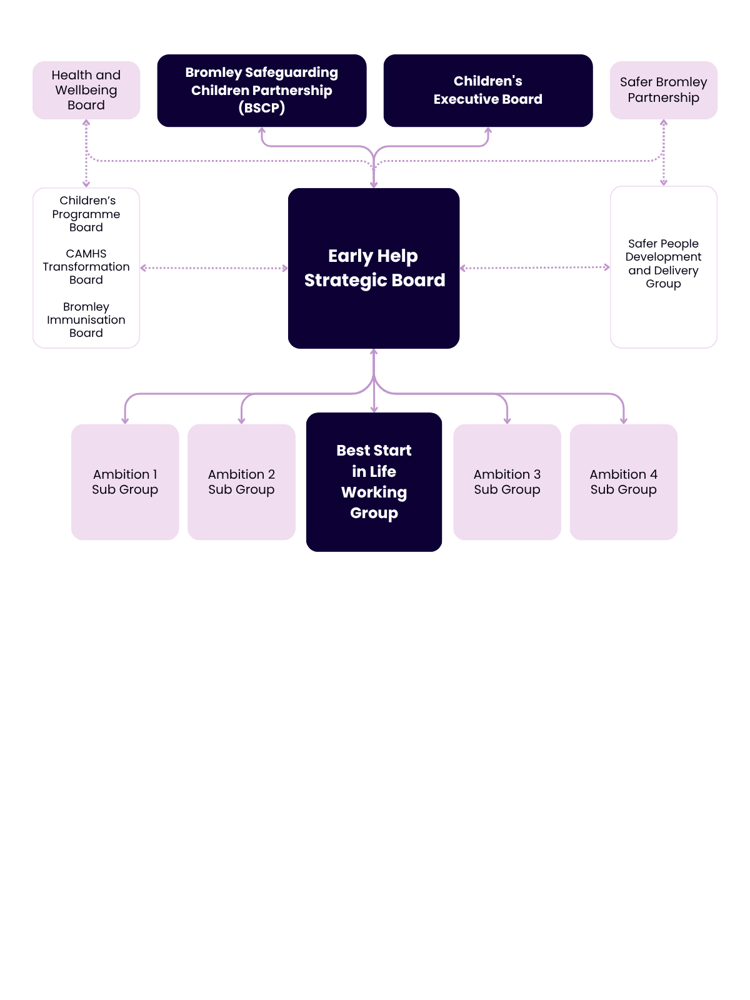 Health and
Wellbeing
Board
Bromley Safeguarding
Children Partnership
(BSCP)
Children's
Executive Board
Safer Bromley
Partnership
Children’s
Programme
Board
CAMHS
Transformation
Board
Bromley
Immunisation
Board
Early Help
Strategic Board
Safer People
Development
and Delivery
Group
Ambition 1
Sub Group
Ambition 2
Sub Group
Best Start
in Life
Working
Group
Ambition 3
Sub Group
Ambition 4
Sub Group